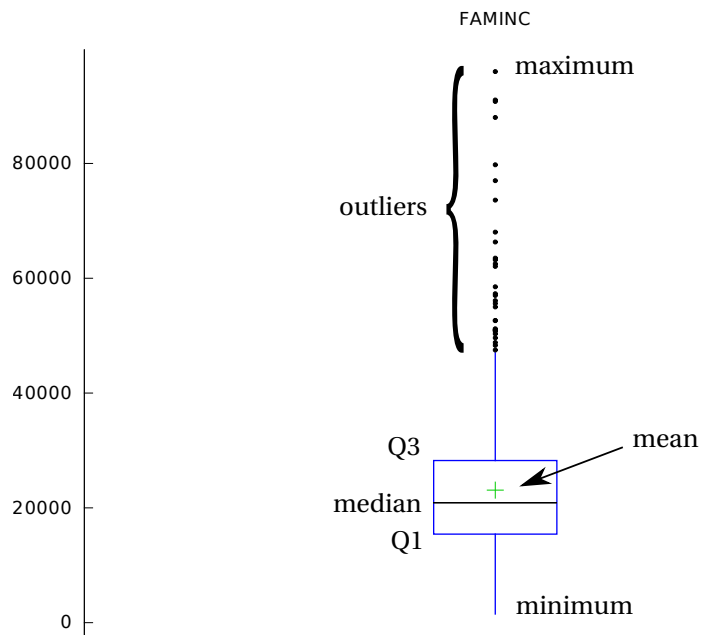 FAMINC
maximum
80000
outliers
60000
40000
Q3
mean
20000
median
Q1
minimum
0